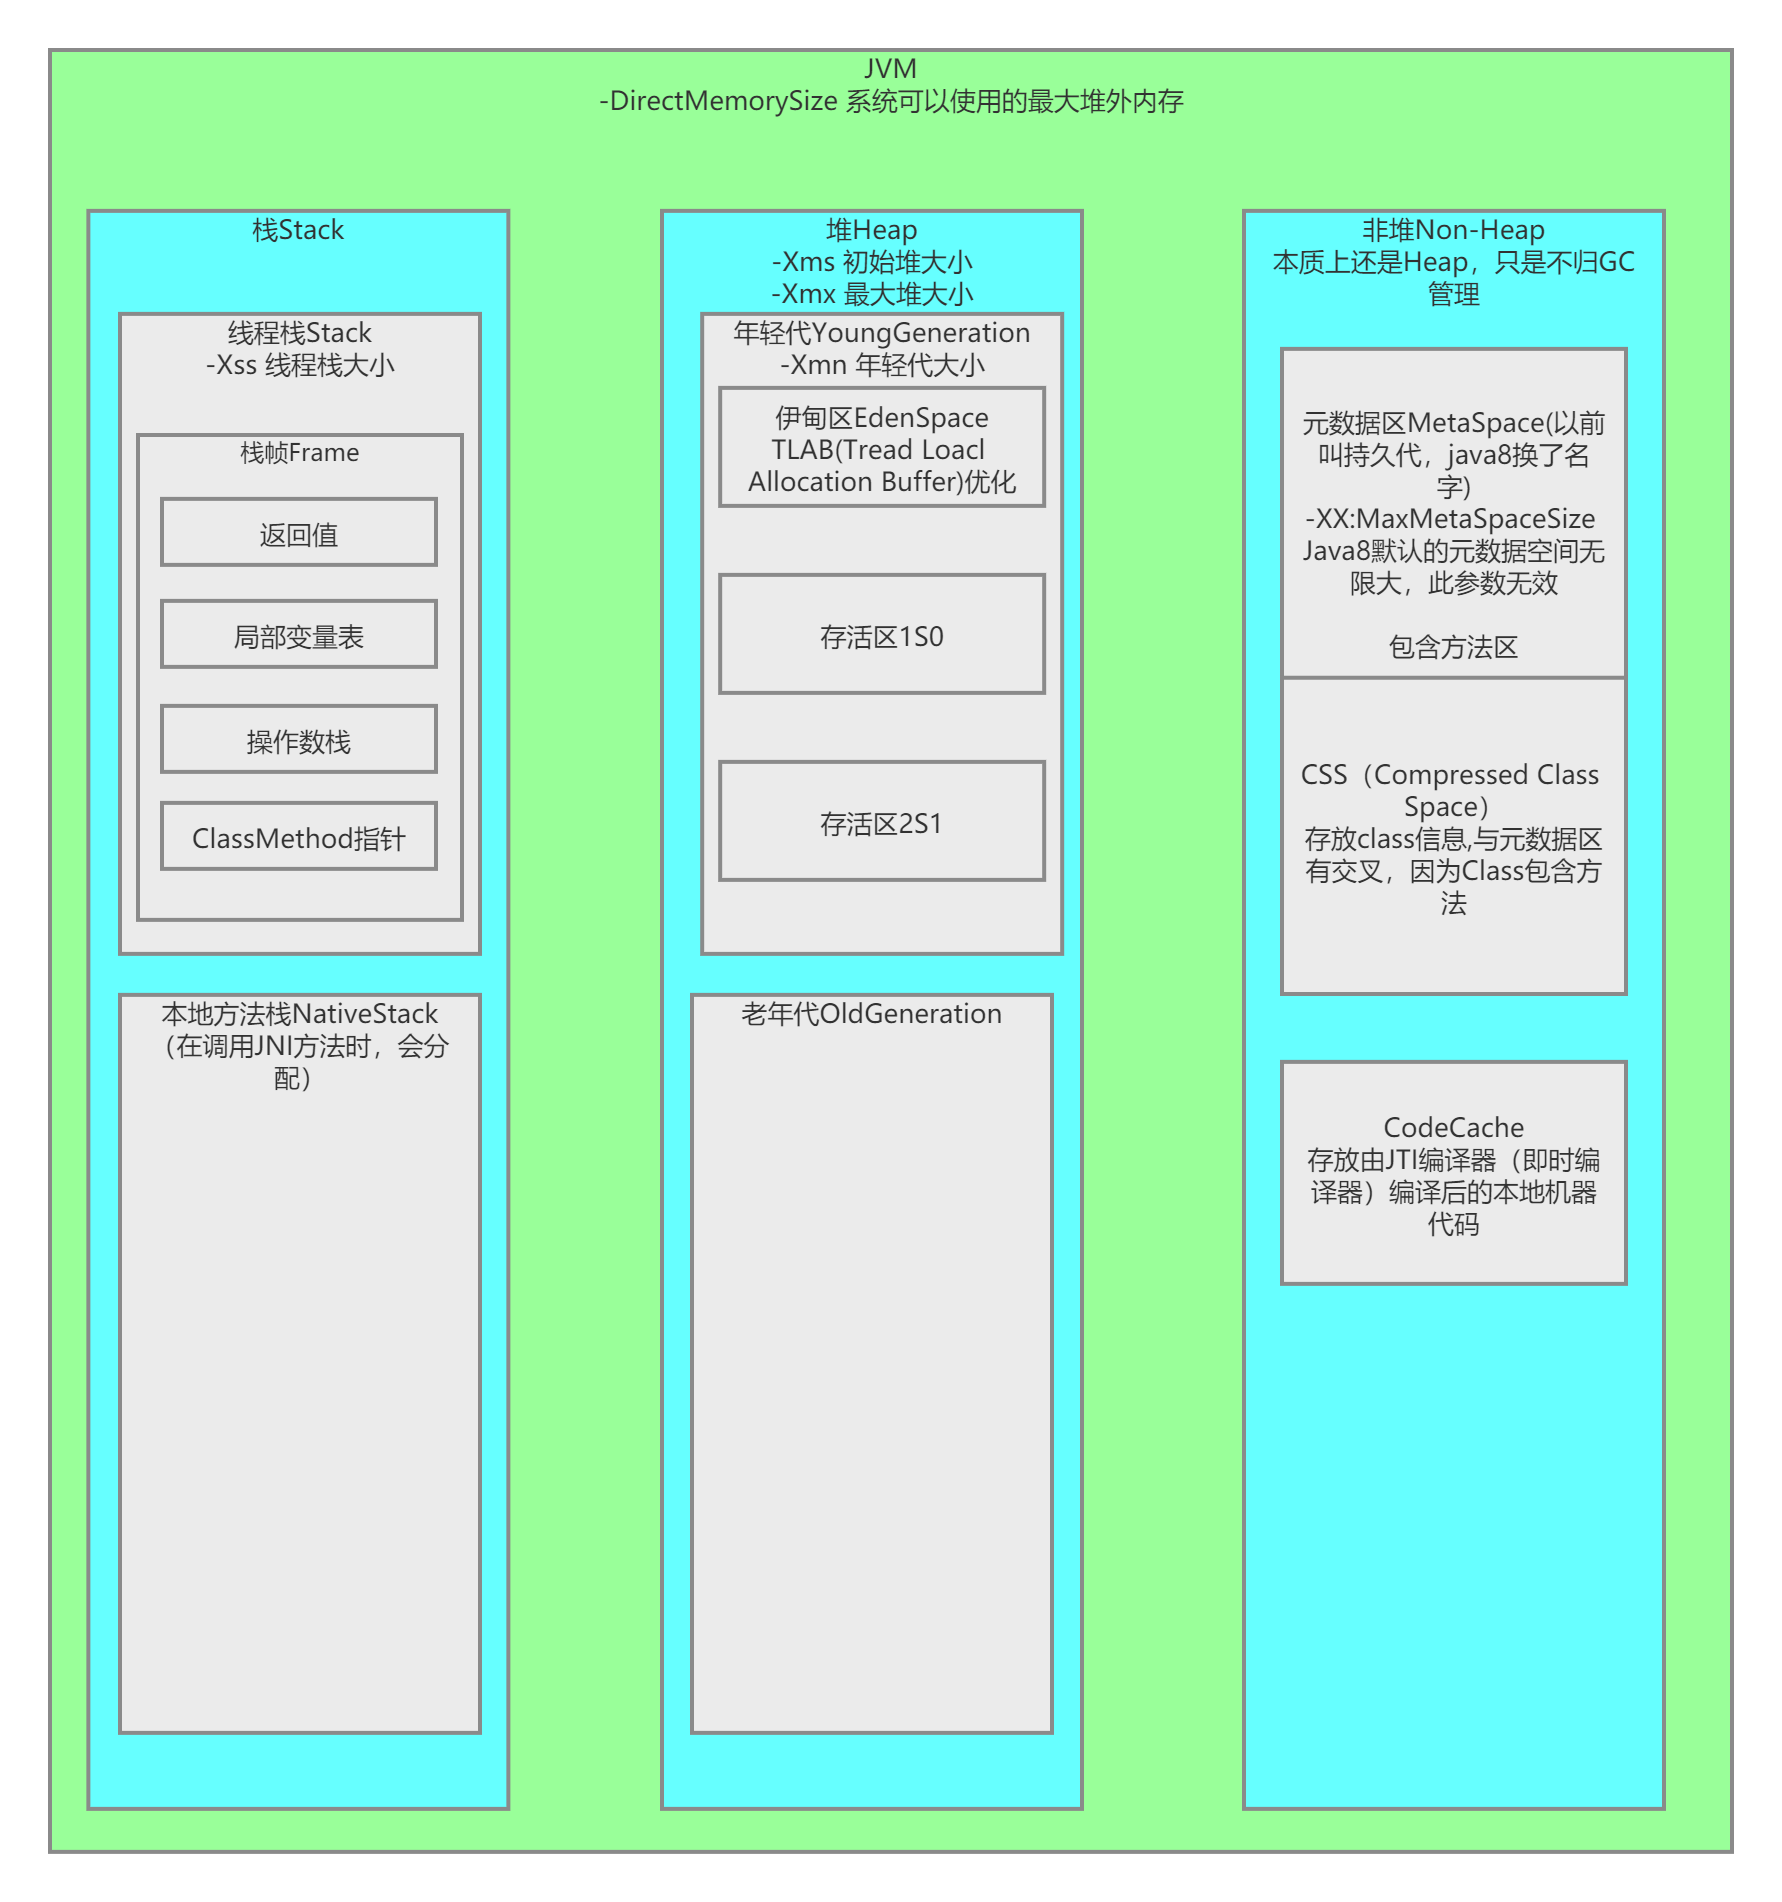 JVM
-DirectMemorySize 系统可以使用的最大堆外内存
栈Stack
线程栈Stack
-Xss 线程栈大小
栈帧Frame
返回值
局部变量表
操作数栈
ClassMethod指针
本地方法栈NativeStack
（在调用JNI方法时，会分
配）
堆Heap
-Xms 初始堆大小
-Xmx 最大堆大小
年轻代YoungGeneration
-Xmn 年轻代大小
伊甸区EdenSpace
TLAB(Tread Loacl
Allocation Buffer)优化
存活区1S0
存活区2S1
老年代OldGeneration
非堆Non-Heap
本质上还是Heap，只是不归GC
管理
元数据区MetaSpace(以前
叫持久代，java8换了名
字)
-XX:MaxMetaSpaceSize
Java8默认的元数据空间无
限大，此参数无效
包含方法区
CSS（Compressed Class
Space）
存放class信息,与元数据区
有交叉，因为Class包含方
法
CodeCache
存放由JTI编译器（即时编
译器）编译后的本地机器
代码